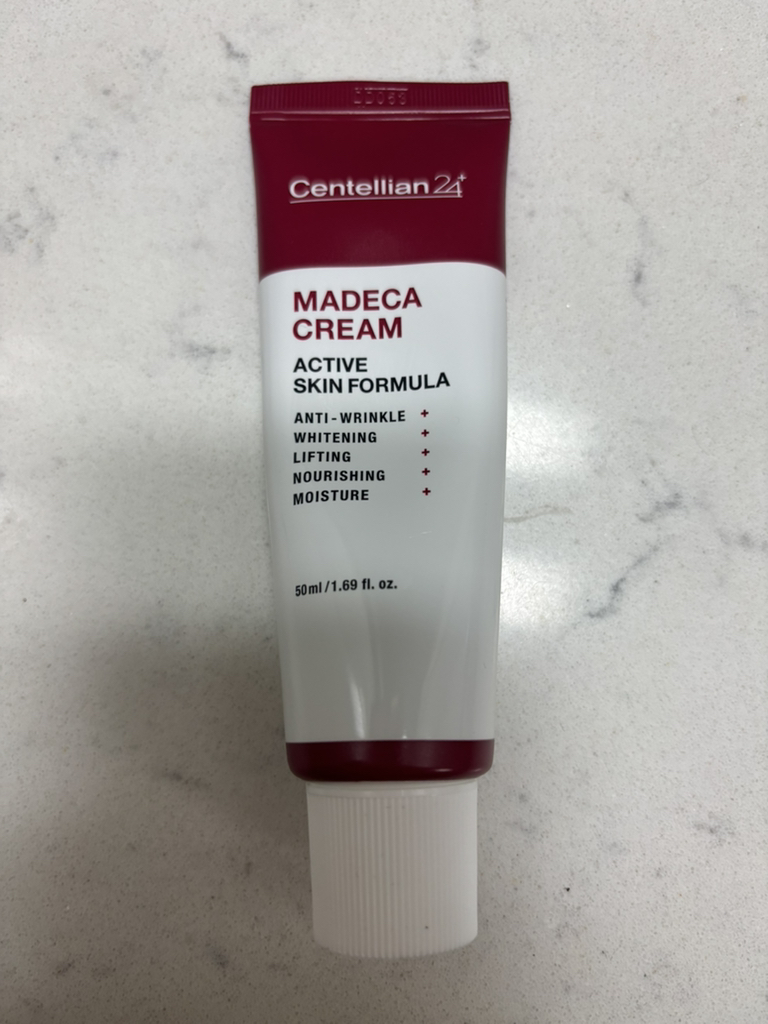 Centellian24+
MADECA
CREAM
ACTIVE
SKIN FORMULA
ANTI-WRINKLE +
WHITENING +
LIFTING +
NOURISHING +
MOISTURE +
50ml/1.69 fl. oz.